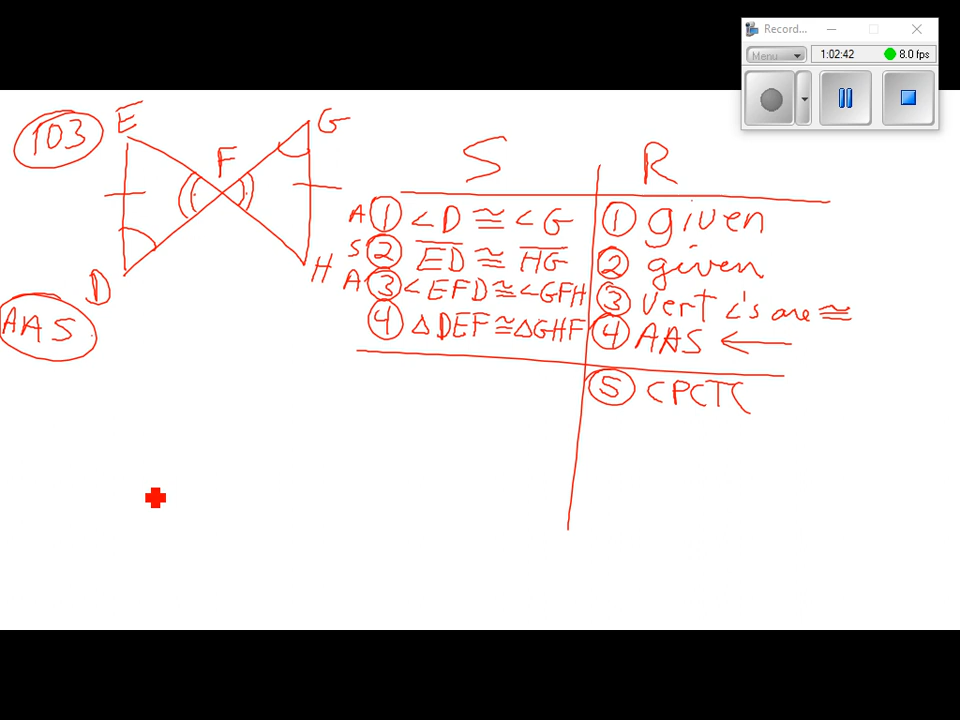 Record...
Menu
1:02:42
8.0 fps
103
E
G
F
D
H
AAS
S R
A ① <D ≅ <G ① given
S ② ED ≅ HG ② given
A ③ <EFD ≅ <GFH ③ vert <'s are ≅
④ △DEF ≅ △GHF ④ AAS ←
⑤ CPCTC